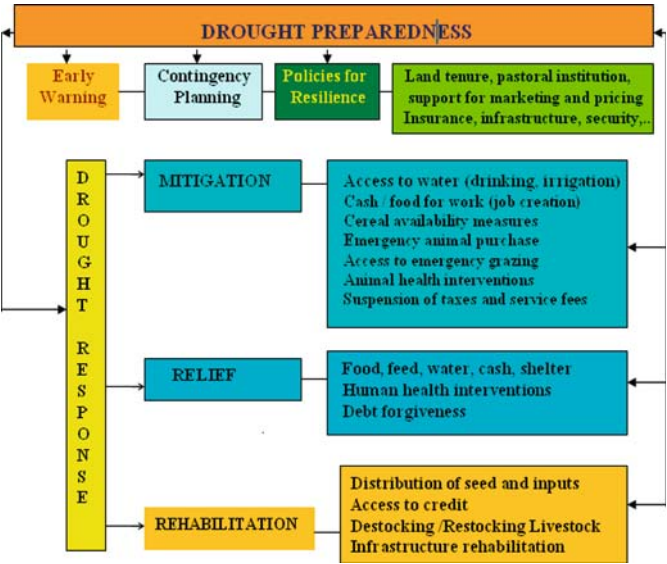 DROUGHT PREPAREDNESS
Early
Warning
Contingency
Planning
Policies for
Resilience
Land tenure, pastoral institution,
support for marketing and pricing
Insurance, infrastructure, security,..
D
R
O
U
G
H
T
R
E
S
P
O
N
S
E
MITIGATION
Access to water (drinking, irrigation)
Cash / food for work (job creation)
Cereal availability measures
Emergency animal purchase
Access to emergency grazing
Animal health interventions
Suspension of taxes and service fees
RELIEF
Food, feed, water, cash, shelter
Human health interventions
Debt forgiveness
REHABILITATION
Distribution of seed and inputs
Access to credit
Destocking /Restocking Livestock
Infrastructure rehabilitation